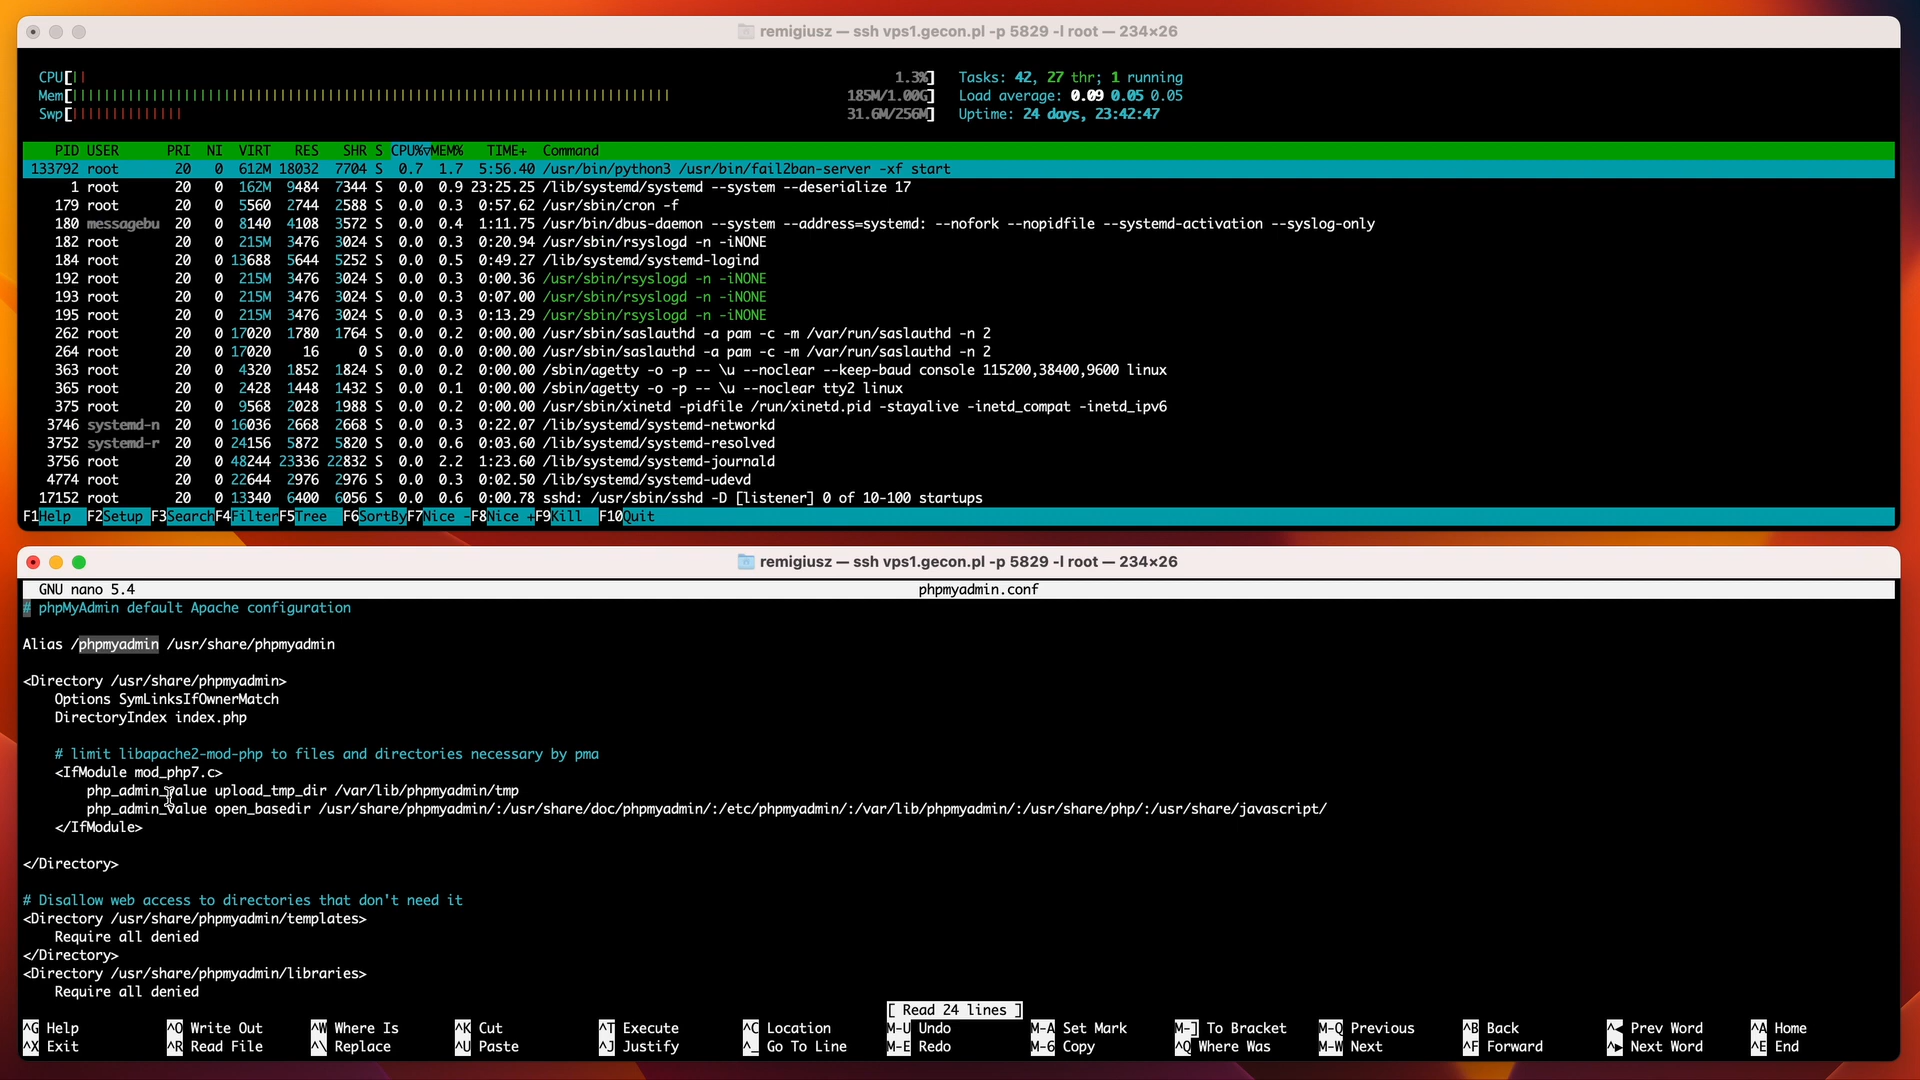 remigiusz — ssh vps1.gecon.pl -p 5829 -l root — 234×26
CPU[|| 1.3%] Tasks: 42, 27 thr; 1 running
Mem[||||||||||||||||||||||||||||||||||||||||||||||||||||||||||||||||||||||||||| 185M/1.00G] Load average: 0.09 0.05 0.05
Swp[|||||||||||||| 31.6M/256M] Uptime: 24 days, 23:42:47
PID USER PRI NI VIRT RES SHR S CPU%▽MEM% TIME+ Command
133792 root 20 0 612M 18032 7704 S 0.7 1.7 5:56.40 /usr/bin/python3 /usr/bin/fail2ban-server -xf start
1 root 20 0 162M 9484 7344 S 0.0 0.9 23:25.25 /lib/systemd/systemd --system --deserialize 17
179 root 20 0 5560 2744 2588 S 0.0 0.3 0:57.62 /usr/sbin/cron -f
180 messagebu 20 0 8140 4108 3572 S 0.0 0.4 1:11.75 /usr/bin/dbus-daemon --system --address=systemd: --nofork --nopidfile --systemd-activation --syslog-only
182 root 20 0 215M 3476 3024 S 0.0 0.3 0:20.94 /usr/sbin/rsyslogd -n -iNONE
184 root 20 0 13688 5644 5252 S 0.0 0.5 0:49.27 /lib/systemd/systemd-logind
192 root 20 0 215M 3476 3024 S 0.0 0.3 0:00.36 /usr/sbin/rsyslogd -n -iNONE
193 root 20 0 215M 3476 3024 S 0.0 0.3 0:07.00 /usr/sbin/rsyslogd -n -iNONE
195 root 20 0 215M 3476 3024 S 0.0 0.3 0:13.29 /usr/sbin/rsyslogd -n -iNONE
262 root 20 0 17020 1780 1764 S 0.0 0.2 0:00.00 /usr/sbin/saslauthd -a pam -c -m /var/run/saslauthd -n 2
264 root 20 0 17020 16 0 S 0.0 0.0 0:00.00 /usr/sbin/saslauthd -a pam -c -m /var/run/saslauthd -n 2
363 root 20 0 4320 1852 1824 S 0.0 0.2 0:00.00 /sbin/agetty -o -p -- \u --noclear --keep-baud console 115200,38400,9600 linux
365 root 20 0 2428 1448 1432 S 0.0 0.1 0:00.00 /sbin/agetty -o -p -- \u --noclear tty2 linux
375 root 20 0 9568 2028 1988 S 0.0 0.2 0:00.00 /usr/sbin/xinetd -pidfile /run/xinetd.pid -stayalive -inetd_compat -inetd_ipv6
3746 systemd-n 20 0 16036 2668 2668 S 0.0 0.3 0:22.07 /lib/systemd/systemd-networkd
3752 systemd-r 20 0 24156 5872 5820 S 0.0 0.6 0:03.60 /lib/systemd/systemd-resolved
3756 root 20 0 48244 23336 22832 S 0.0 2.2 1:23.60 /lib/systemd/systemd-journald
4774 root 20 0 22644 2976 2976 S 0.0 0.3 0:02.50 /lib/systemd/systemd-udevd
17152 root 20 0 13340 6400 6056 S 0.0 0.6 0:00.78 sshd: /usr/sbin/sshd -D [listener] 0 of 10-100 startups
F1Help F2Setup F3SearchF4FilterF5Tree F6SortByF7Nice -F8Nice +F9Kill F10Quit
remigiusz — ssh vps1.gecon.pl -p 5829 -l root — 234×26
GNU nano 5.4 phpmyadmin.conf
# phpMyAdmin default Apache configuration
Alias /phpmyadmin /usr/share/phpmyadmin
<Directory /usr/share/phpmyadmin>
Options SymLinksIfOwnerMatch
DirectoryIndex index.php
# limit libapache2-mod-php to files and directories necessary by pma
<IfModule mod_php7.c>
php_admin_value upload_tmp_dir /var/lib/phpmyadmin/tmp
php_admin_value open_basedir /usr/share/phpmyadmin/:/usr/share/doc/phpmyadmin/:/etc/phpmyadmin/:/var/lib/phpmyadmin/:/usr/share/php/:/usr/share/javascript/
</IfModule>
</Directory>
# Disallow web access to directories that don't need it
<Directory /usr/share/phpmyadmin/templates>
Require all denied
</Directory>
<Directory /usr/share/phpmyadmin/libraries>
Require all denied
[ Read 24 lines ]
^G Help ^O Write Out ^W Where Is ^K Cut ^T Execute ^C Location M-U Undo M-A Set Mark M-] To Bracket M-Q Previous ^B Back ^◀ Prev Word ^A Home
^X Exit ^R Read File ^\ Replace ^U Paste ^J Justify ^_ Go To Line M-E Redo M-6 Copy ^Q Where Was M-W Next ^F Forward ^▶ Next Word ^E End